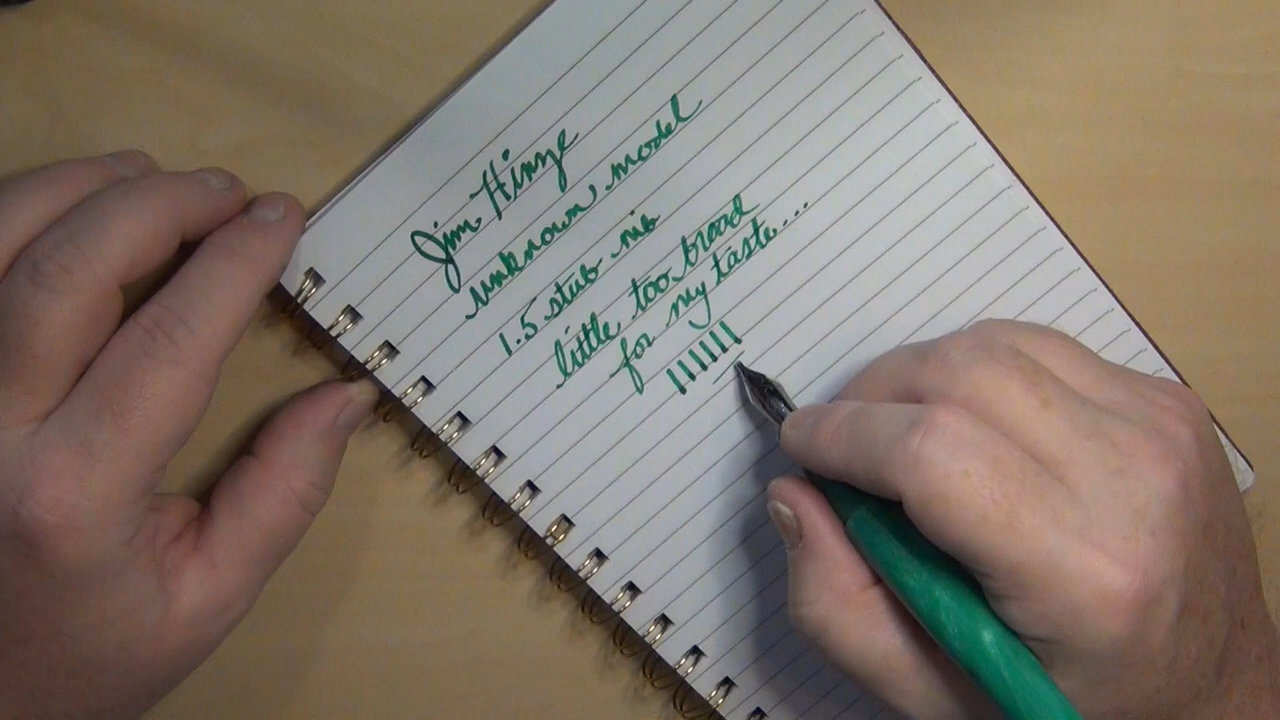 Jim Hinze
unknown model
1.5 stub nib
little too broad
for my taste...